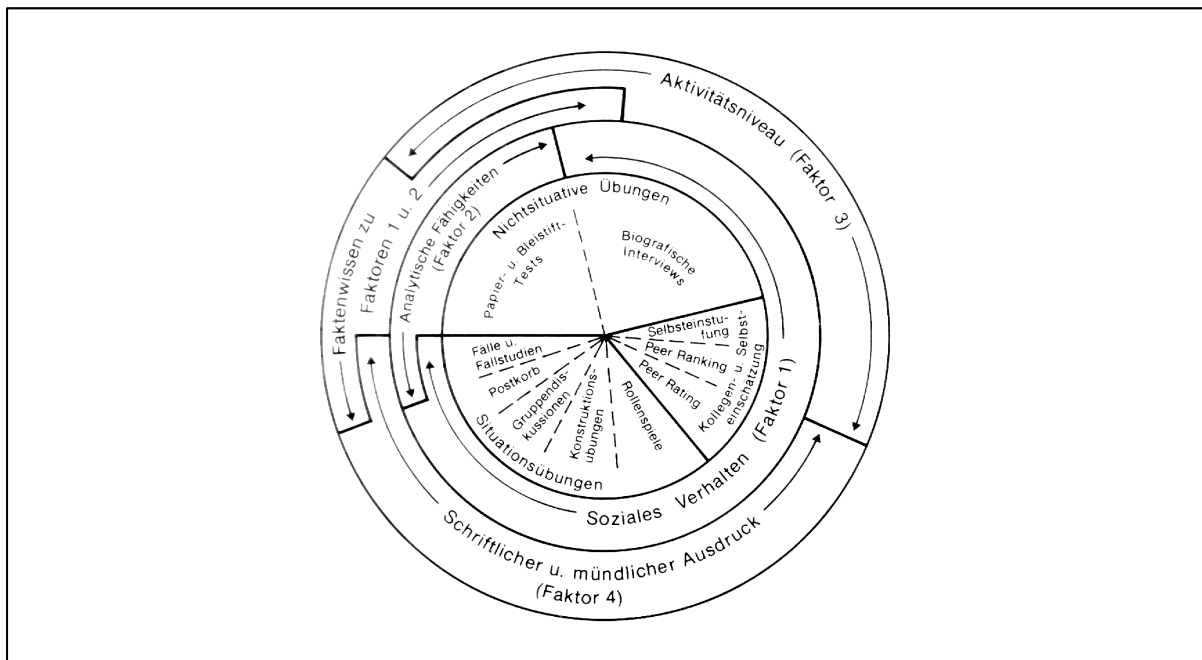 Aktivitätsniveau (Faktor 3)
Faktenwissen zu
Faktoren 1 u. 2
Analytische Fähigkeiten
(Faktor 2)
Nichtsituative Übungen
Papier- u. Bleistift-
Tests
Biografische
Interviews
Selbsteinstu-
fung
Peer Ranking
Peer Rating
Kollegen- u. Selbst-
einschätzung
Fälle u.
Fallstudien
Postkorb
Gruppendis-
kussionen
Konstruktions-
übungen
Rollenspiele
Situationsübungen
Soziales Verhalten (Faktor 1)
Schriftlicher u. mündlicher Ausdruck
(Faktor 4)